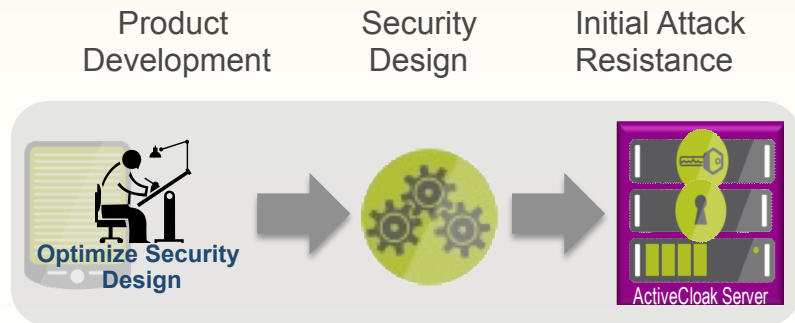 Product
Development
Security
Design
Initial Attack
Resistance
Optimize Security
Design
ActiveCloak Server